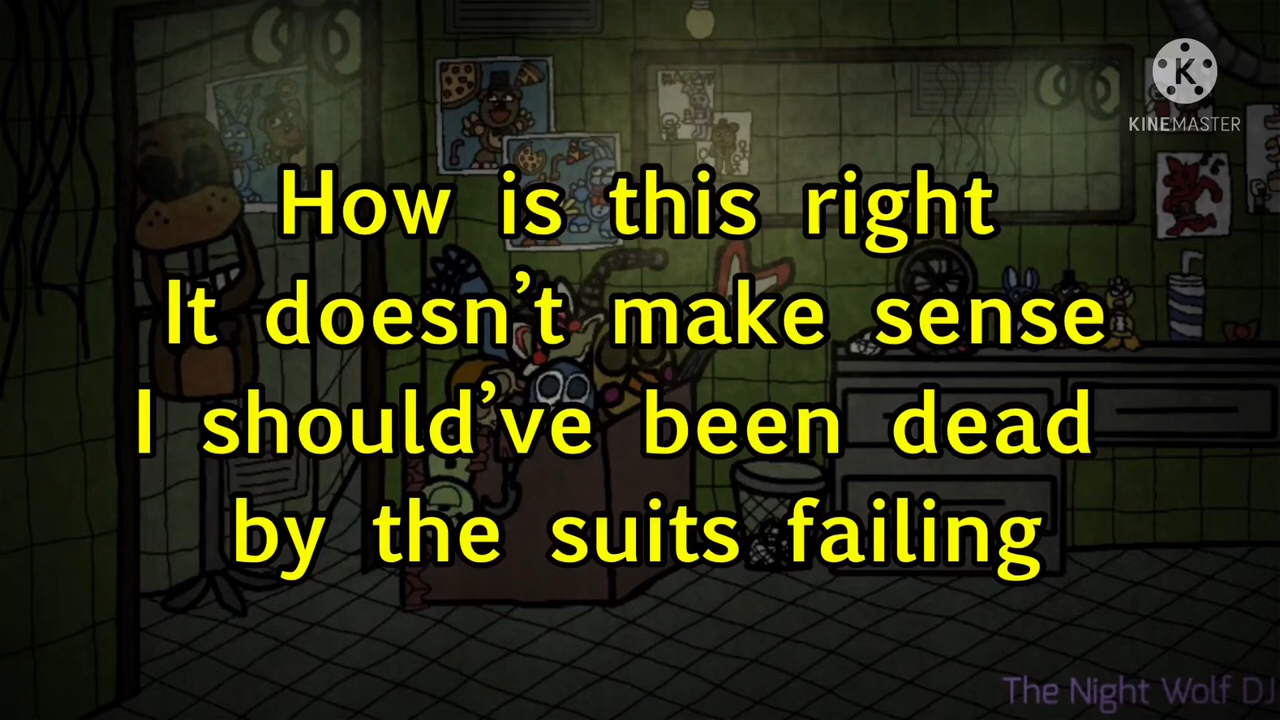 How is this right
It doesn't make sense
I should've been dead
by the suits failing
K
KINEMASTER
HAPPY
The Night Wolf DJ